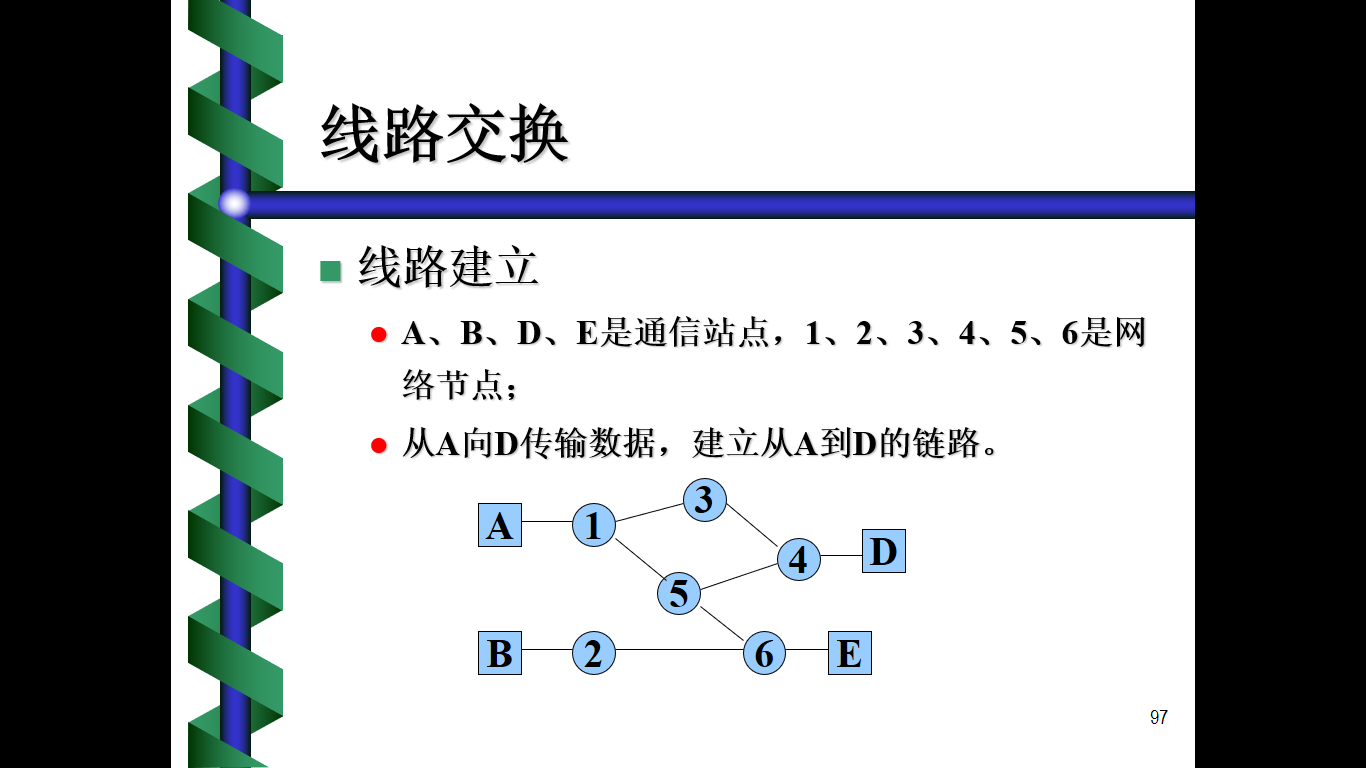 线路交换
线路建立
A、B、D、E是通信站点，1、2、3、4、5、6是网
络节点；
从A向D传输数据，建立从A到D的链路。
3
A 1
4 D
5
B 2 6 E
97